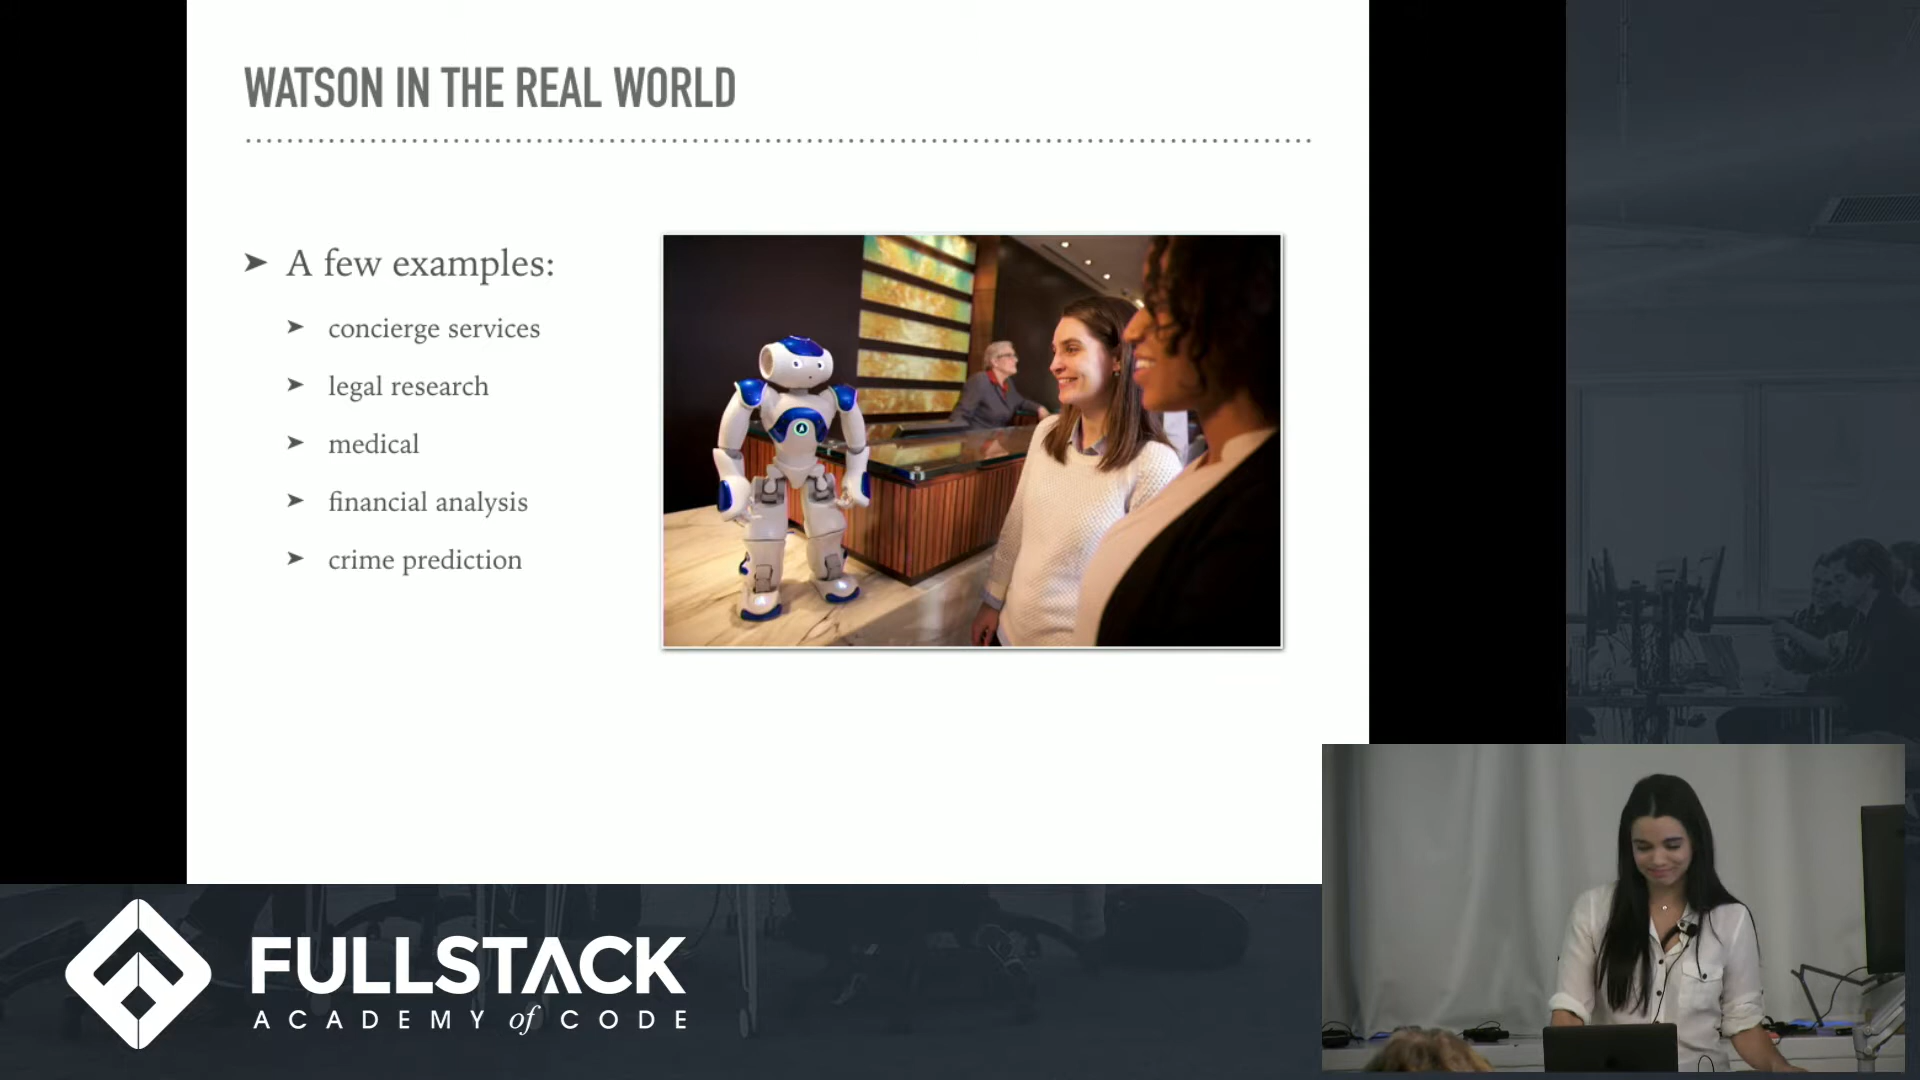 WATSON IN THE REAL WORLD
➤ A few examples:
➤ concierge services
➤ legal research
➤ medical
➤ financial analysis
➤ crime prediction
FULLSTACK
ACADEMY of CODE